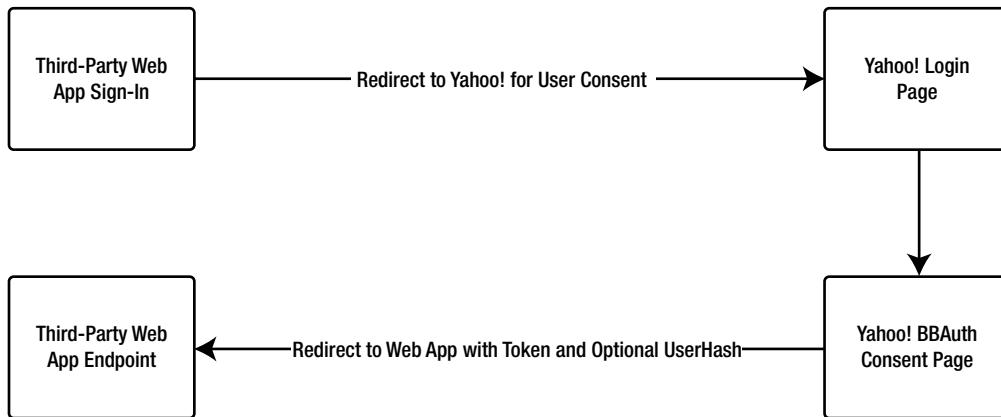 Third-Party Web
App Sign-In
Redirect to Yahoo! for User Consent
Yahoo! Login
Page
Third-Party Web
App Endpoint
Redirect to Web App with Token and Optional UserHash
Yahoo! BBAuth
Consent Page